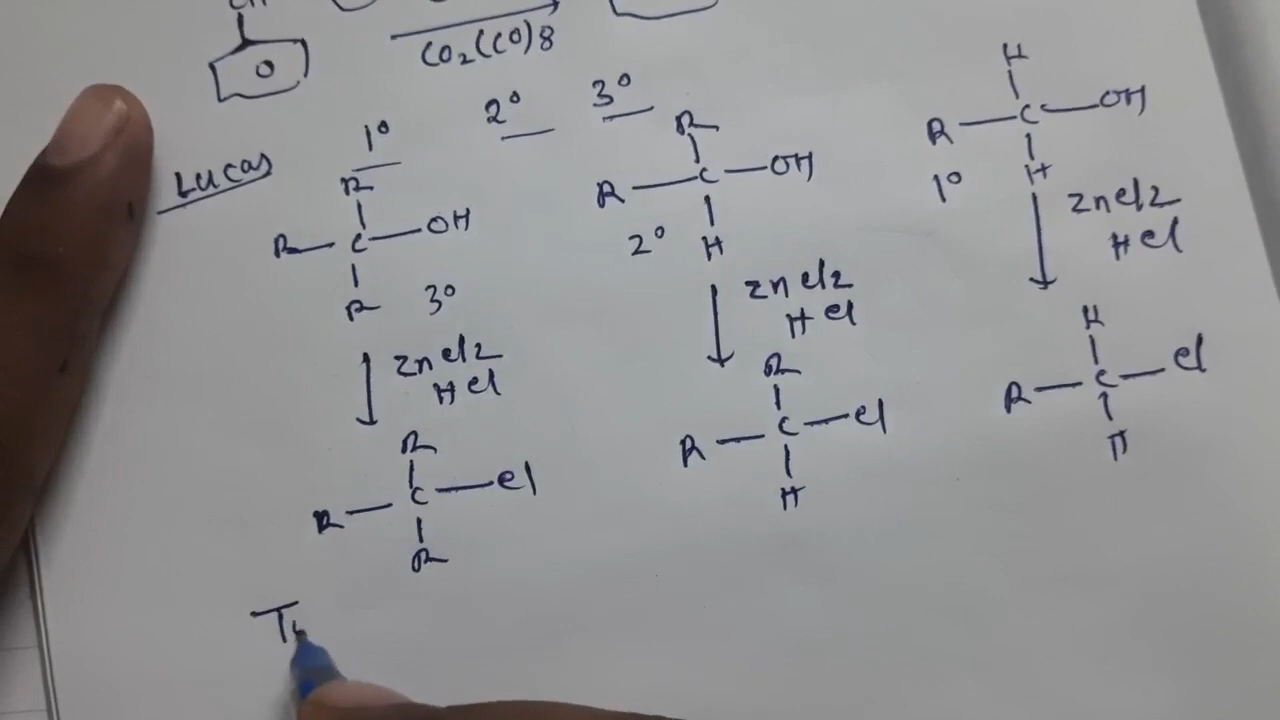 CO2(CO)8
O
Lucas
1° 2° 3°
R
R C OH
R 3°
ZnCl2
HCl
R
R C Cl
R
R
R C OH
2° H
ZnCl2
HCl
R
R C Cl
H
H
R C OH
1° H
ZnCl2
HCl
H
R C Cl
H